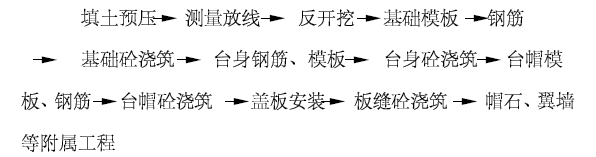 填土预压→ 测量放线→ 反开挖→基础模板→钢筋
→ 基础砼浇筑→台身钢筋、模板→台身砼浇筑→台帽模
板、钢筋→台帽砼浇筑 →盖板安装→板缝砼浇筑→ 帽石、翼墙
等附属工程